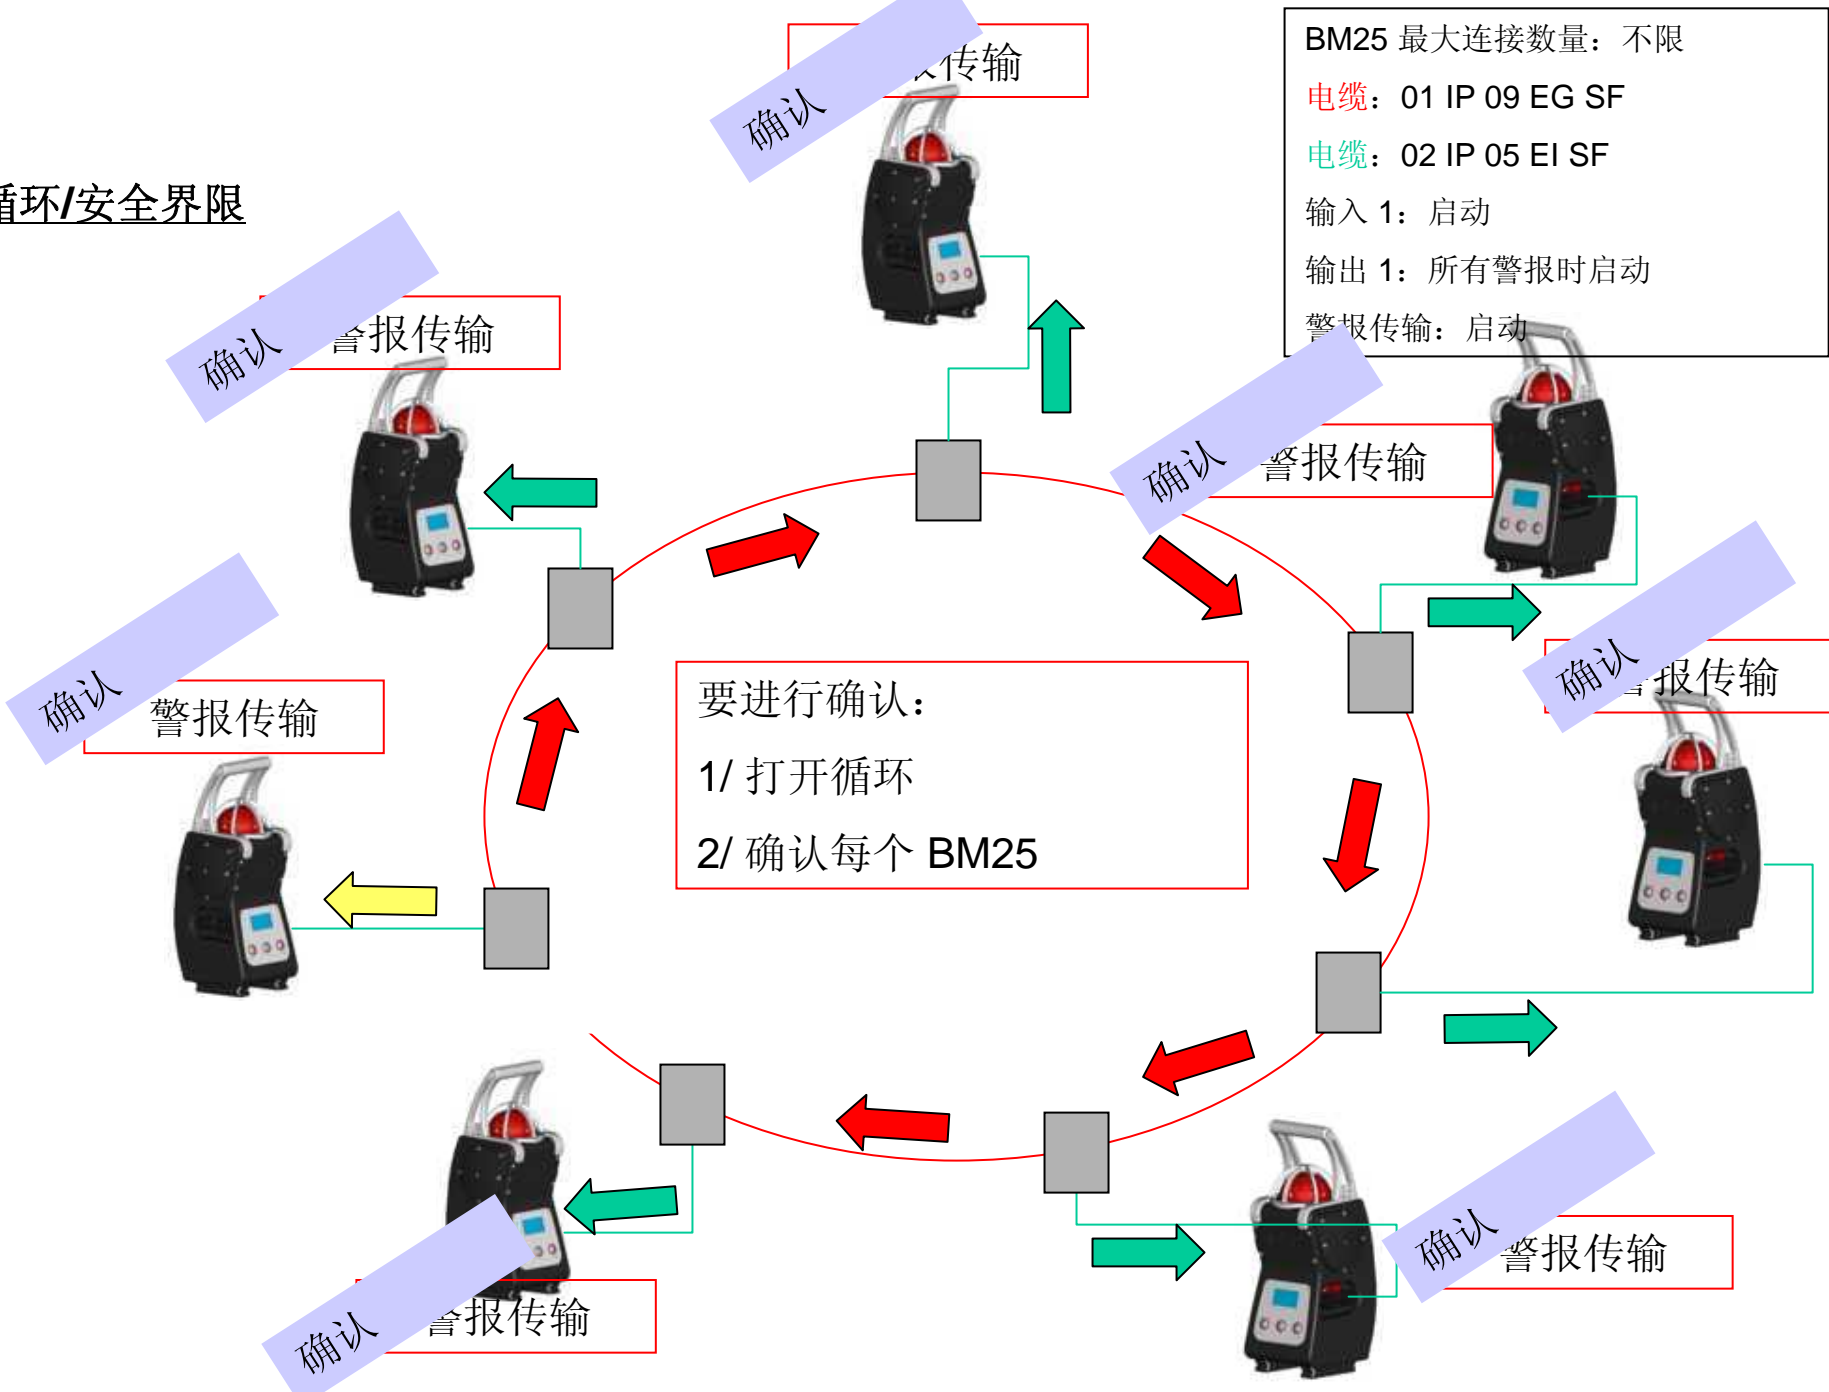 传输
确认
BM25 最大连接数量：不限
电缆：01 IP 09 EG SF
电缆：02 IP 05 EI SF
输入 1：启动
输出 1：所有警报时启动
警报传输：启动
循环/安全界限
确认
警报传输
确认
警报传输
确认
警报传输
确认
警报传输
要进行确认：
1/ 打开循环
2/ 确认每个 BM25
确认
警报传输
确认
警报传输